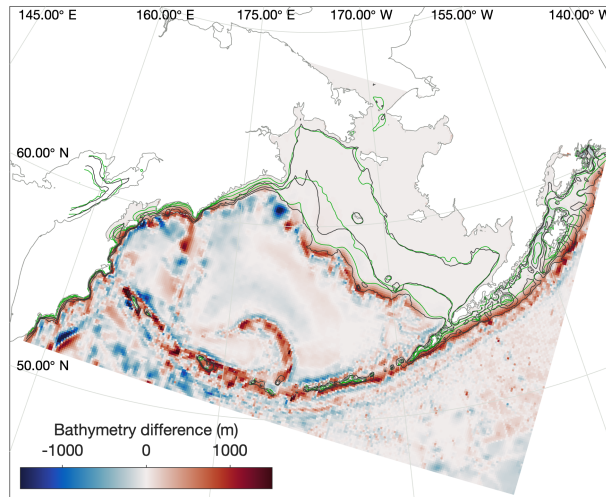 145.00° E 160.00° E 175.00° E 170.00° W 155.00° W 140.00° W
60.00° N
50.00° N
Bathymetry difference (m)
-1000 0 1000